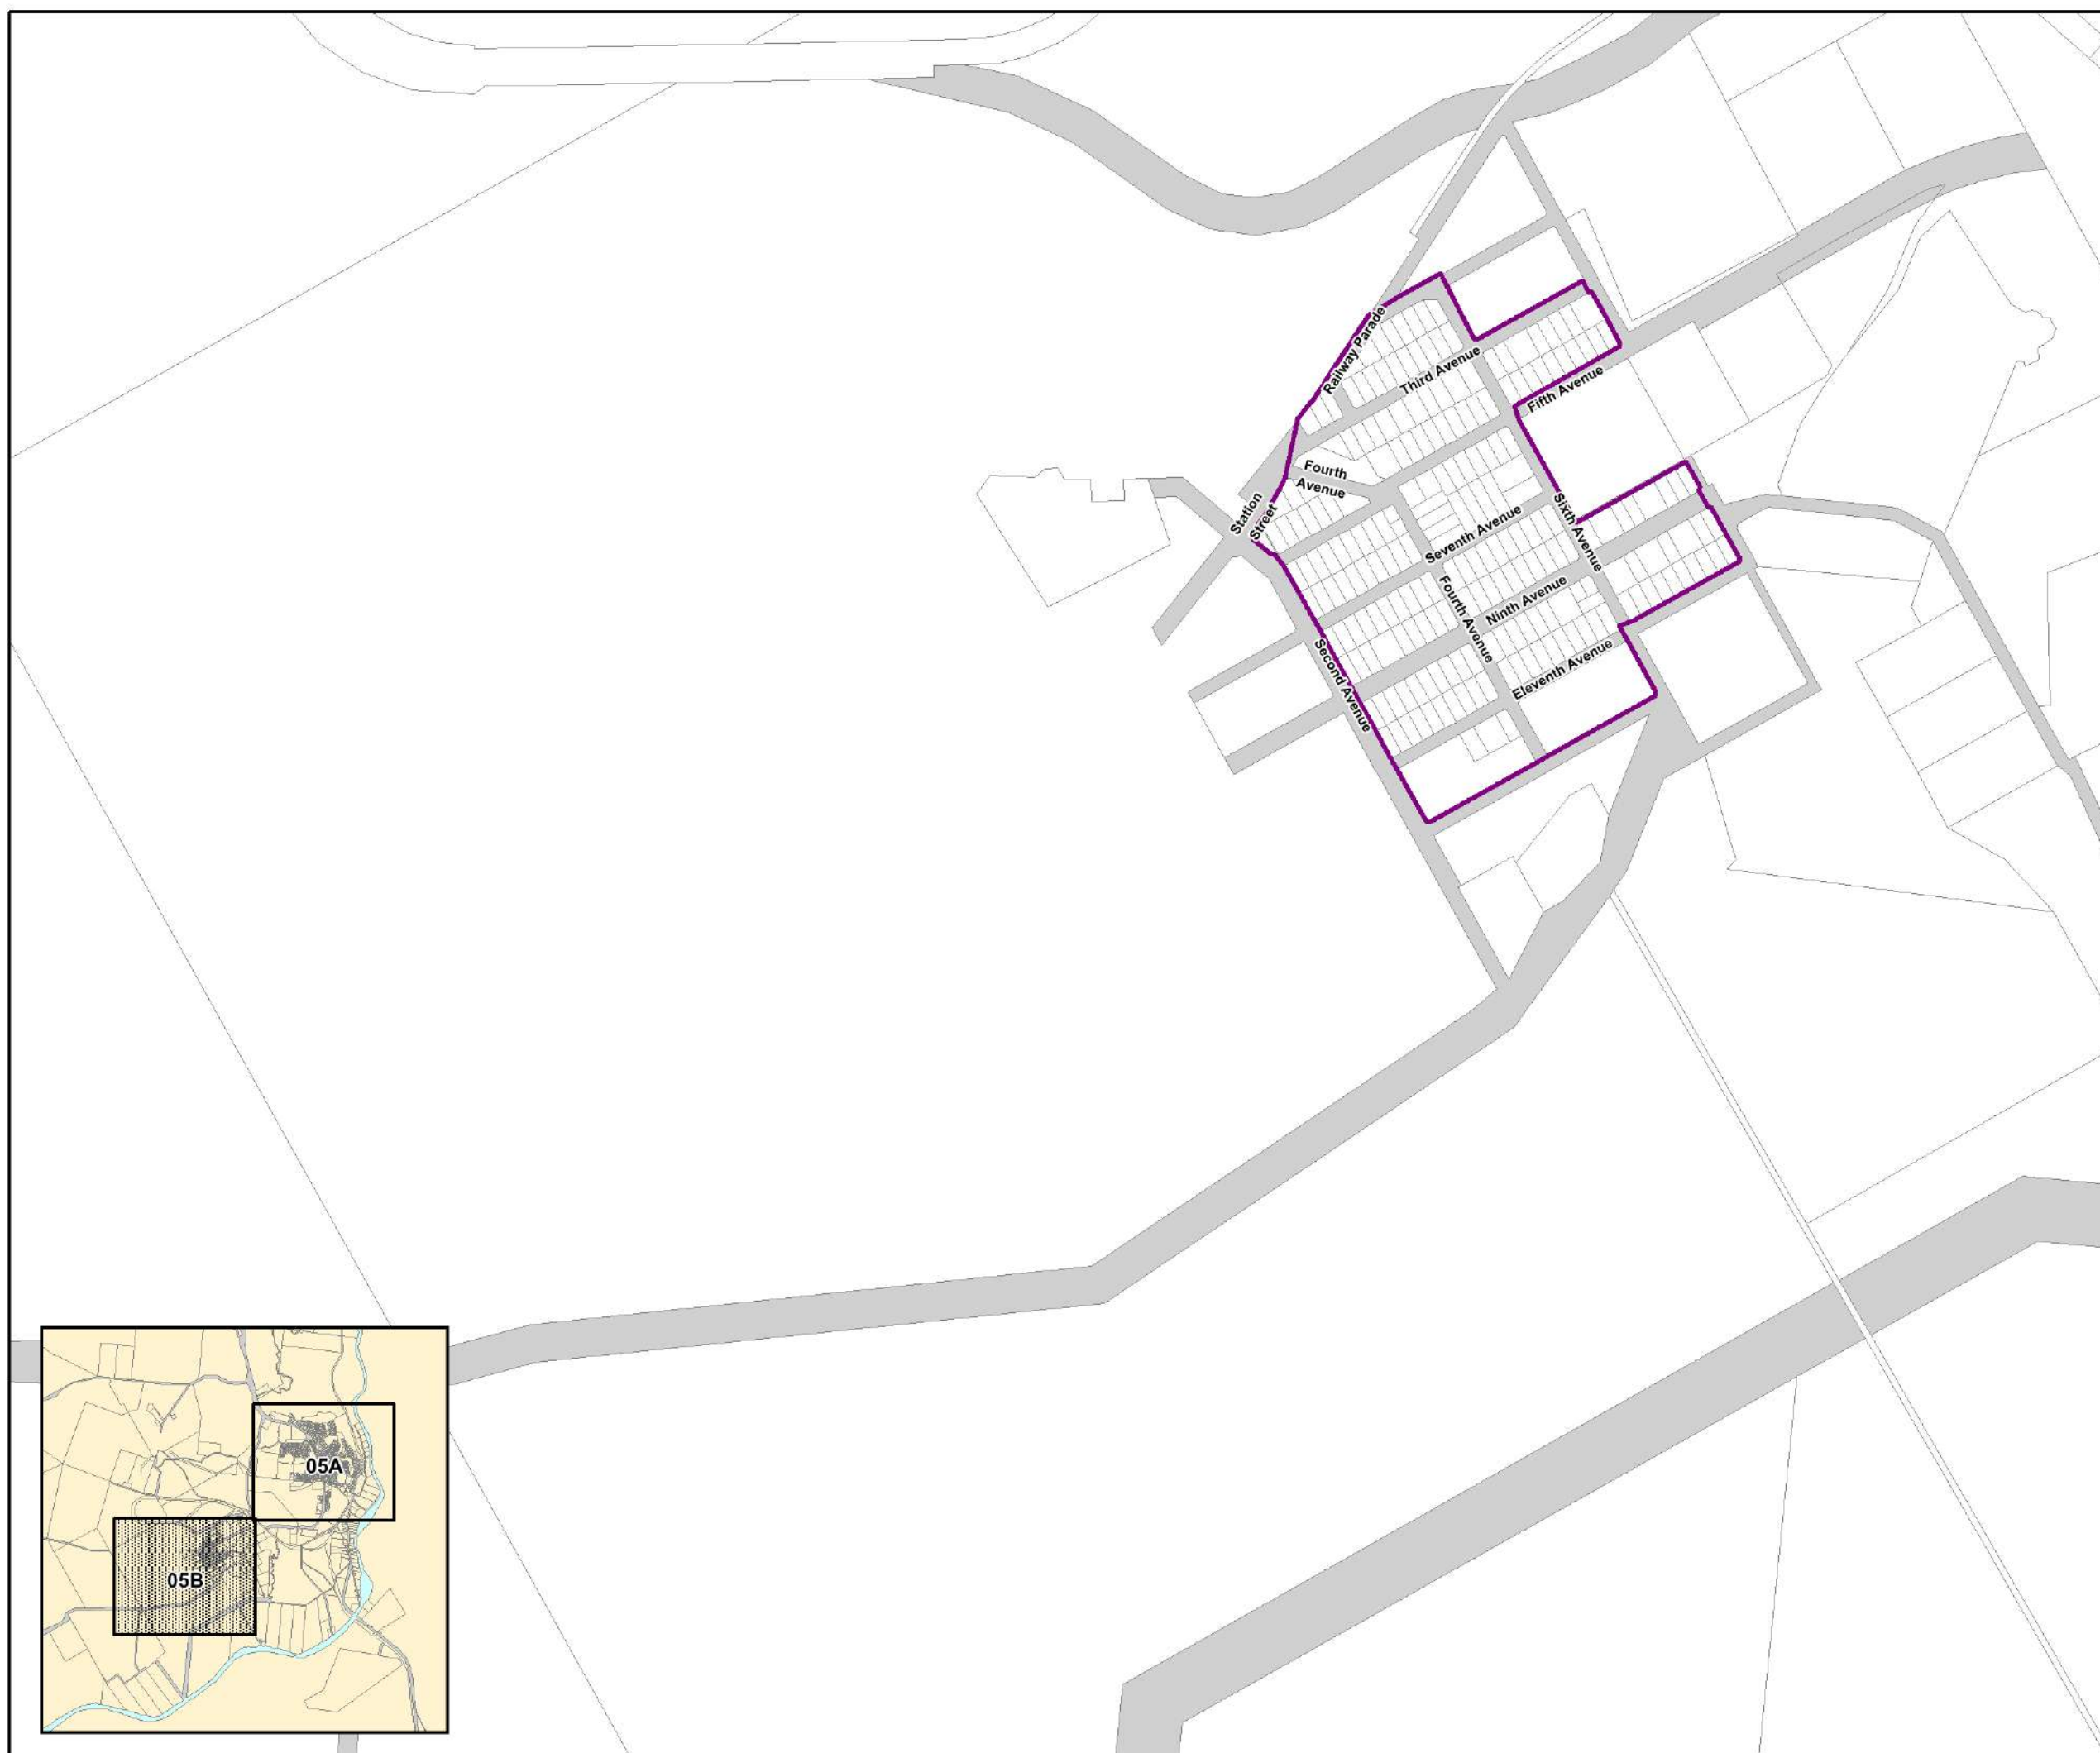 Railway Parade
Third Avenue
Fifth Avenue
Fourth
Avenue
Station
Street
Sixth Avenue
Seventh Avenue
Fourth Avenue
Ninth Avenue
Second Avenue
Eleventh Avenue
05A
05B